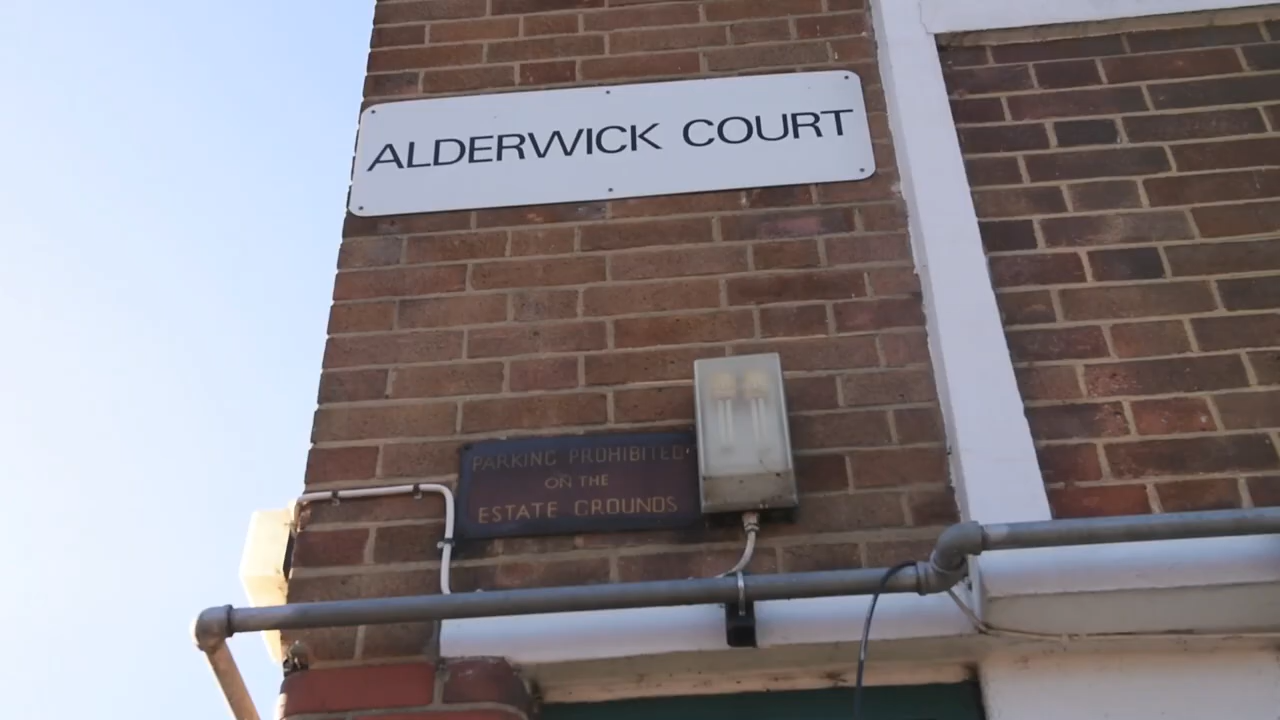 ALDERWICK COURT
PARKING PROHIBITED
ON THE
ESTATE GROUNDS